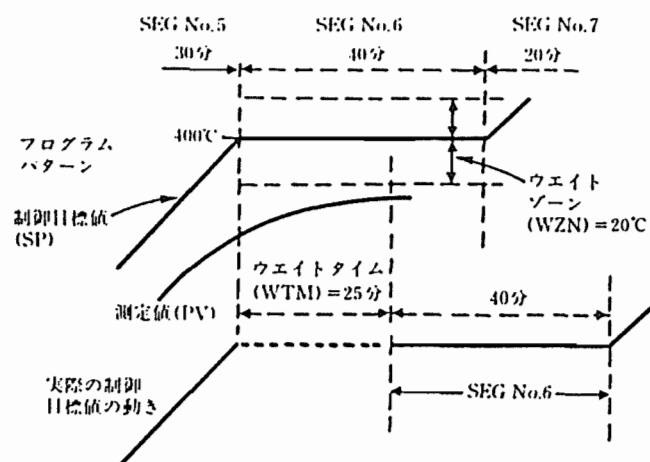 SEG No.5 SEG No.6 SEG No.7
30分 40分 20分
400℃
プログラム
パターン
制御目標値
(SP)
ウエイト
ゾーン
(WZN)=20℃
測定値(PV)
ウエイトタイム
(WTM)=25分
40分
実際の制御
目標値の動き
SEG No.6